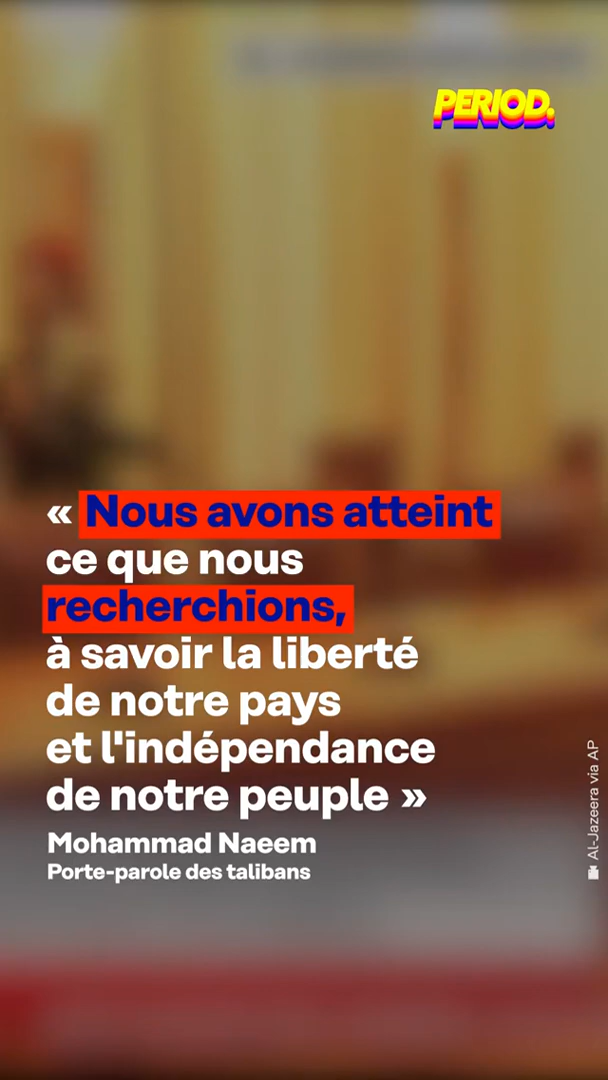 PERIOD.
« Nous avons atteint
ce que nous
recherchions,
à savoir la liberté
de notre pays
et l'indépendance
de notre peuple »
Mohammad Naeem
Porte-parole des talibans
Al-Jazeera via AP